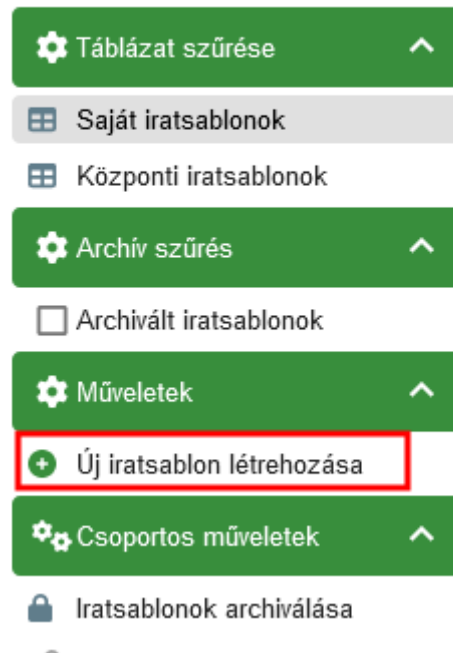 Táblázat szűrése
Saját iratsablonok
Központi iratsablonok
Archív szűrés
Archivált iratsablonok
Műveletek
Új iratsablon létrehozása
Csoportos műveletek
Iratsablonok archiválása